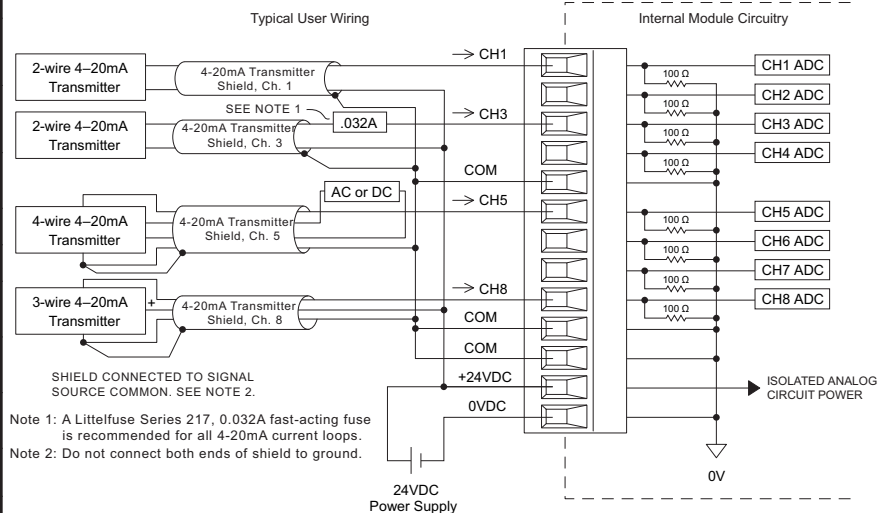 Typical User Wiring
Internal Module Circuitry
2-wire 4–20mA
Transmitter
4-20mA Transmitter
Shield, Ch. 1
CH1
100 Ω
CH1 ADC
SEE NOTE 1
100 Ω
CH2 ADC
2-wire 4–20mA
Transmitter
4-20mA Transmitter
Shield, Ch. 3
.032A
CH3
100 Ω
CH3 ADC
100 Ω
CH4 ADC
COM
AC or DC
4-wire 4–20mA
Transmitter
4-20mA Transmitter
Shield, Ch. 5
CH5
100 Ω
CH5 ADC
100 Ω
CH6 ADC
100 Ω
CH7 ADC
3-wire 4–20mA
Transmitter
+
4-20mA Transmitter
Shield, Ch. 8
CH8
100 Ω
CH8 ADC
COM
COM
SHIELD CONNECTED TO SIGNAL
SOURCE COMMON. SEE NOTE 2.
+24VDC
ISOLATED ANALOG
CIRCUIT POWER
0VDC
Note 1: A Littelfuse Series 217, 0.032A fast-acting fuse
is recommended for all 4-20mA current loops.
Note 2: Do not connect both ends of shield to ground.
24VDC
Power Supply
0V